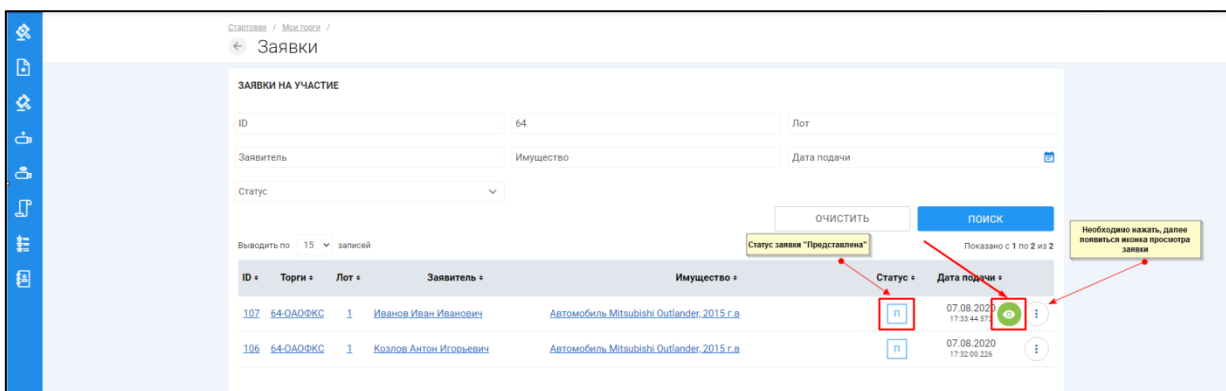 Стартовая / Мои торги /
Заявки
ЗАЯВКИ НА УЧАСТИЕ
ID 64 Лот
Заявитель Имущество Дата подачи
Статус
ОЧИСТИТЬ ПОИСК
Необходимо нажать, далее
появиться иконка просмотра
заявки
Статус заявки "Представлена"
Выводить по 15 записей Показано с 1 по 2 из 2
ID Торги Лот Заявитель Имущество Статус Дата подачи
107 64-ОАОФКС 1 Иванов Иван Иванович Автомобиль Mitsubishi Outlander, 2015 г.в П 07.08.2020
17:33:44.573
106 64-ОАОФКС 1 Козлов Антон Игорьевич Автомобиль Mitsubishi Outlander, 2015 г.в П 07.08.2020
17:32:00.226